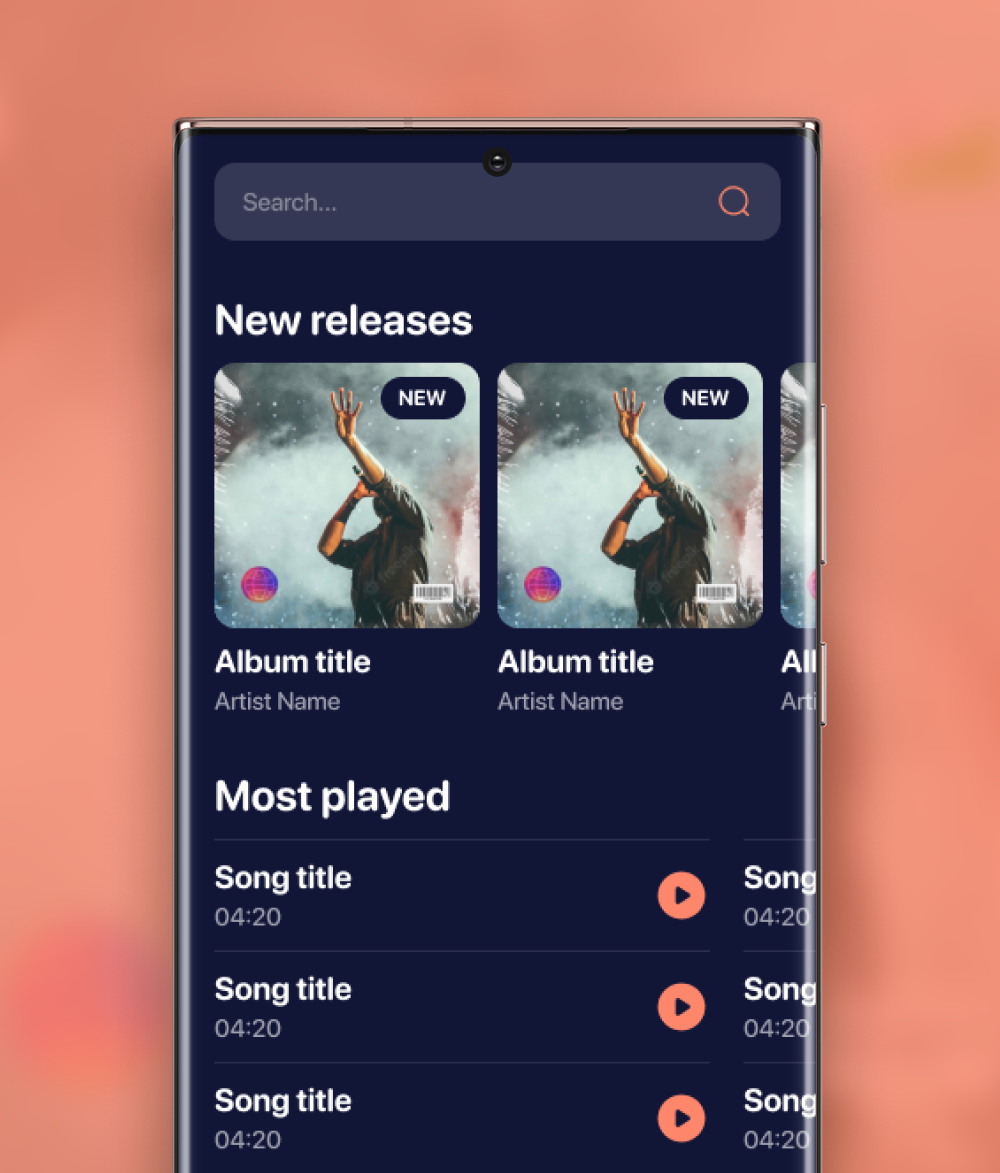 Search...
New releases
NEW
NEW
Album title
Artist Name
Album title
Artist Name
All
Arti
Most played
Song title
04:20
Song
04:20
Song title
04:20
Song
04:20
Song title
04:20
Song
04:20